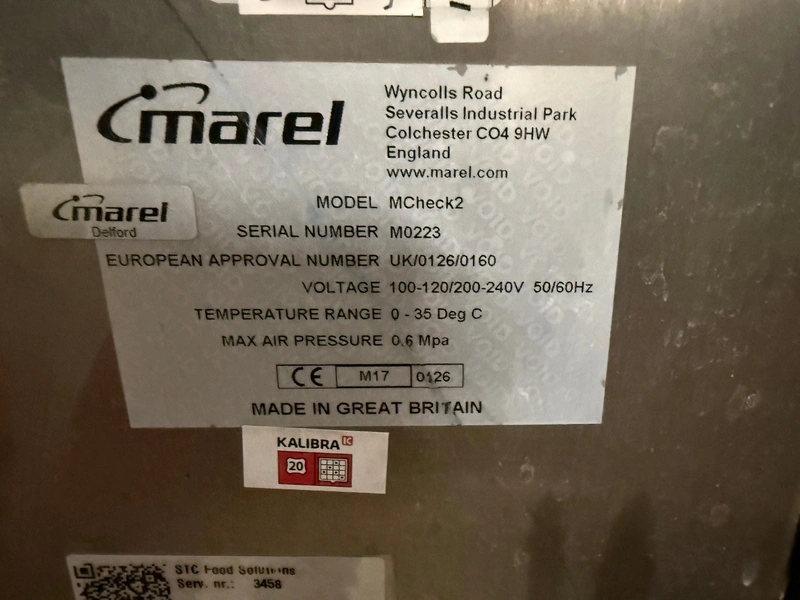 marel
Wyncolls Road
Severalls Industrial Park
Colchester CO4 9HW
England
www.marel.com
marel
Delford
MODEL MCheck2
SERIAL NUMBER M0223
EUROPEAN APPROVAL NUMBER UK/0126/0160
VOLTAGE 100-120/200-240V 50/60Hz
TEMPERATURE RANGE 0 - 35 Deg C
MAX AIR PRESSURE 0.6 Mpa
CE M17 0126
MADE IN GREAT BRITAIN
KALIBRA IC
20
STC Food Solutions
Serv. nr.: 3458